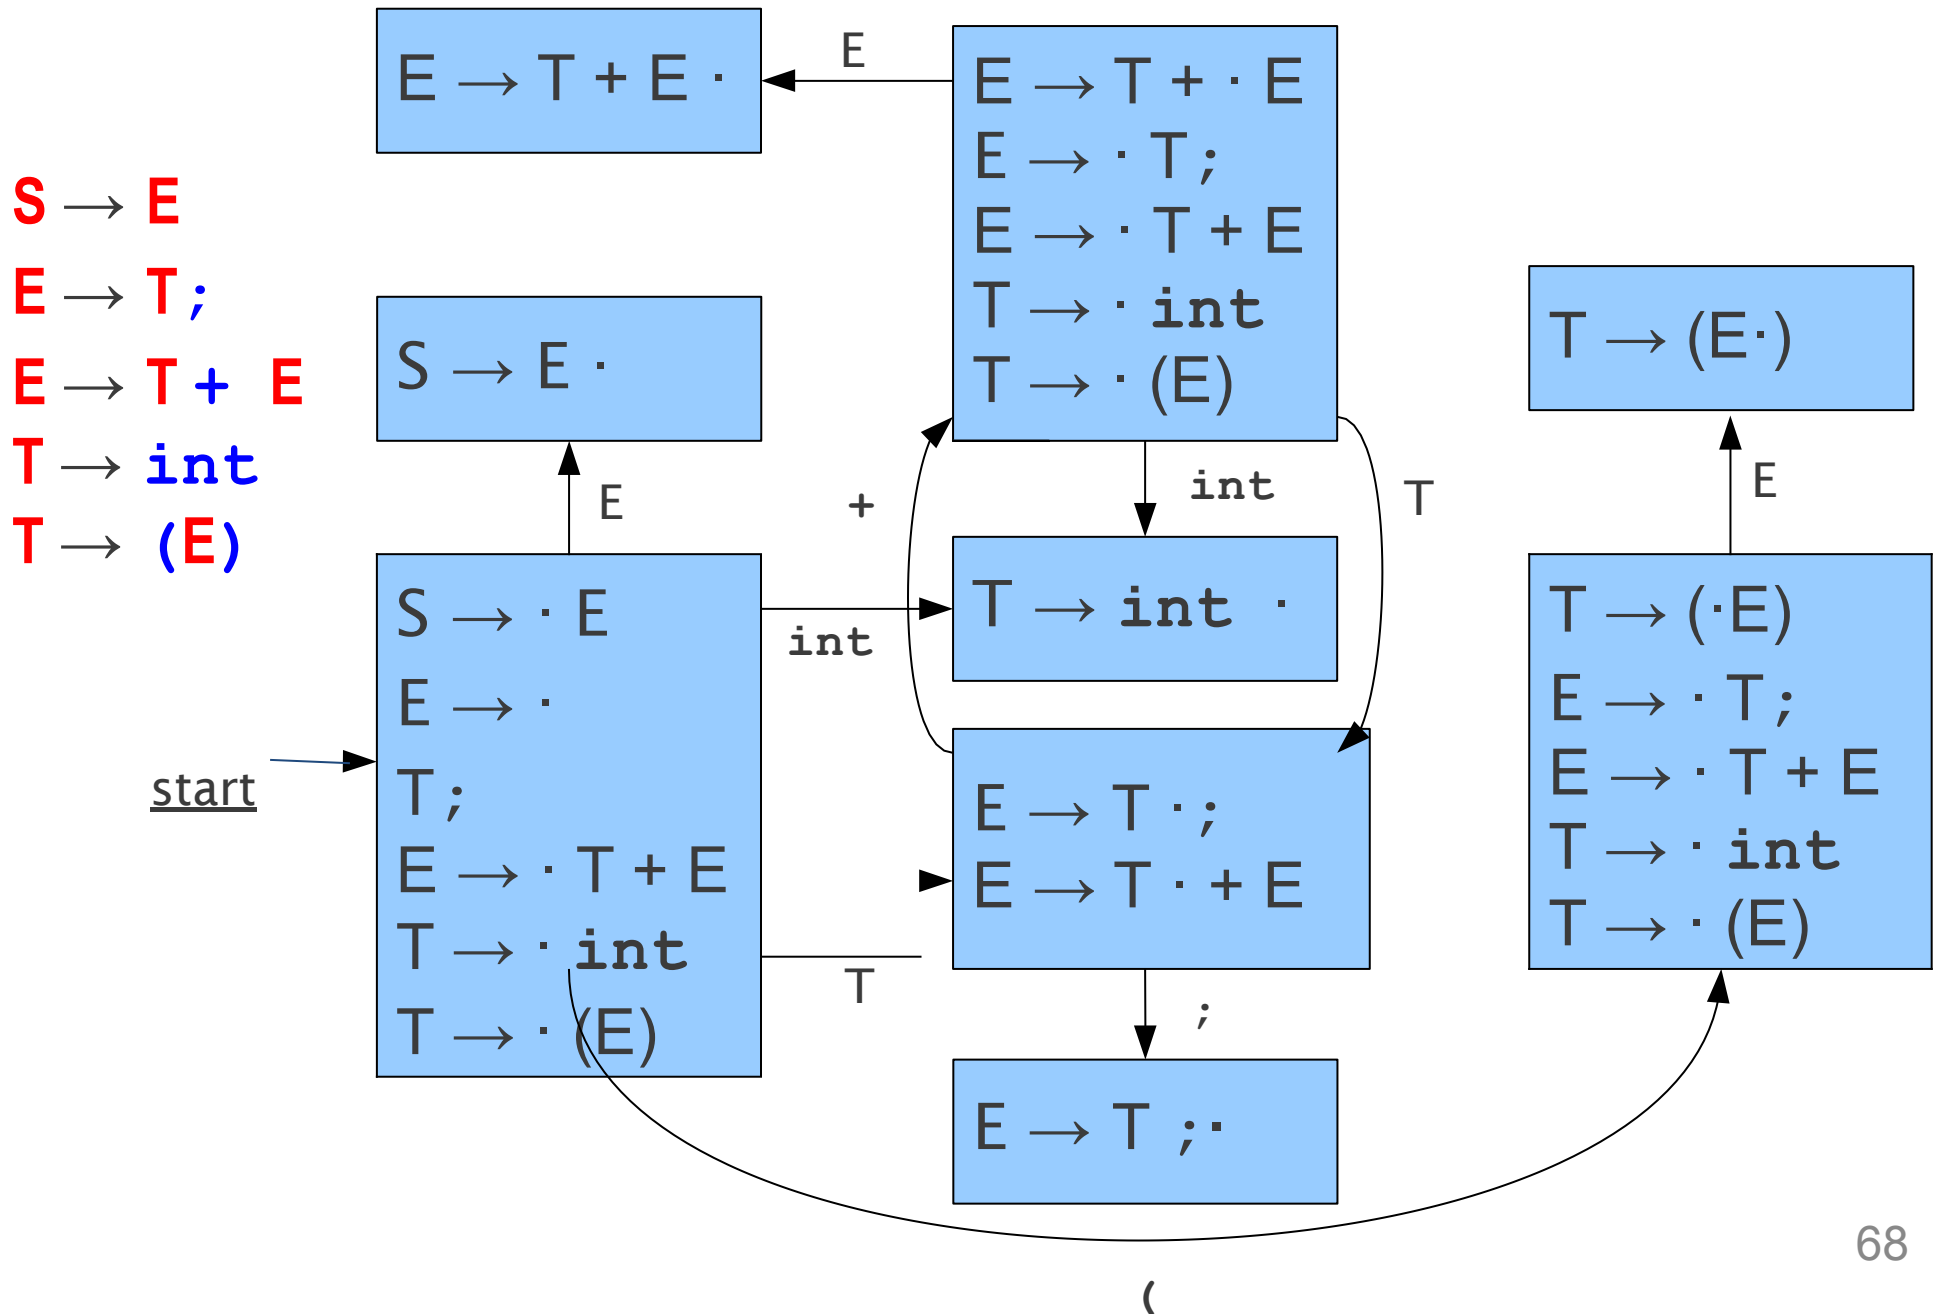 S → E
E → T;
E → T + E
T → int
T → (E)
start
E → T + E ·
E
E → T + · E
E → · T;
E → · T + E
T → · int
T → · (E)
S → E ·
E
+
int
T
T → (E·)
E
S → · E
E → ·
T;
E → · T + E
T → · int
T → · (E)
int
T → int ·
T
E → T ·;
E → T · + E
;
E → T ;·
T → (·E)
E → · T;
E → · T + E
T → · int
T → · (E)
(
68